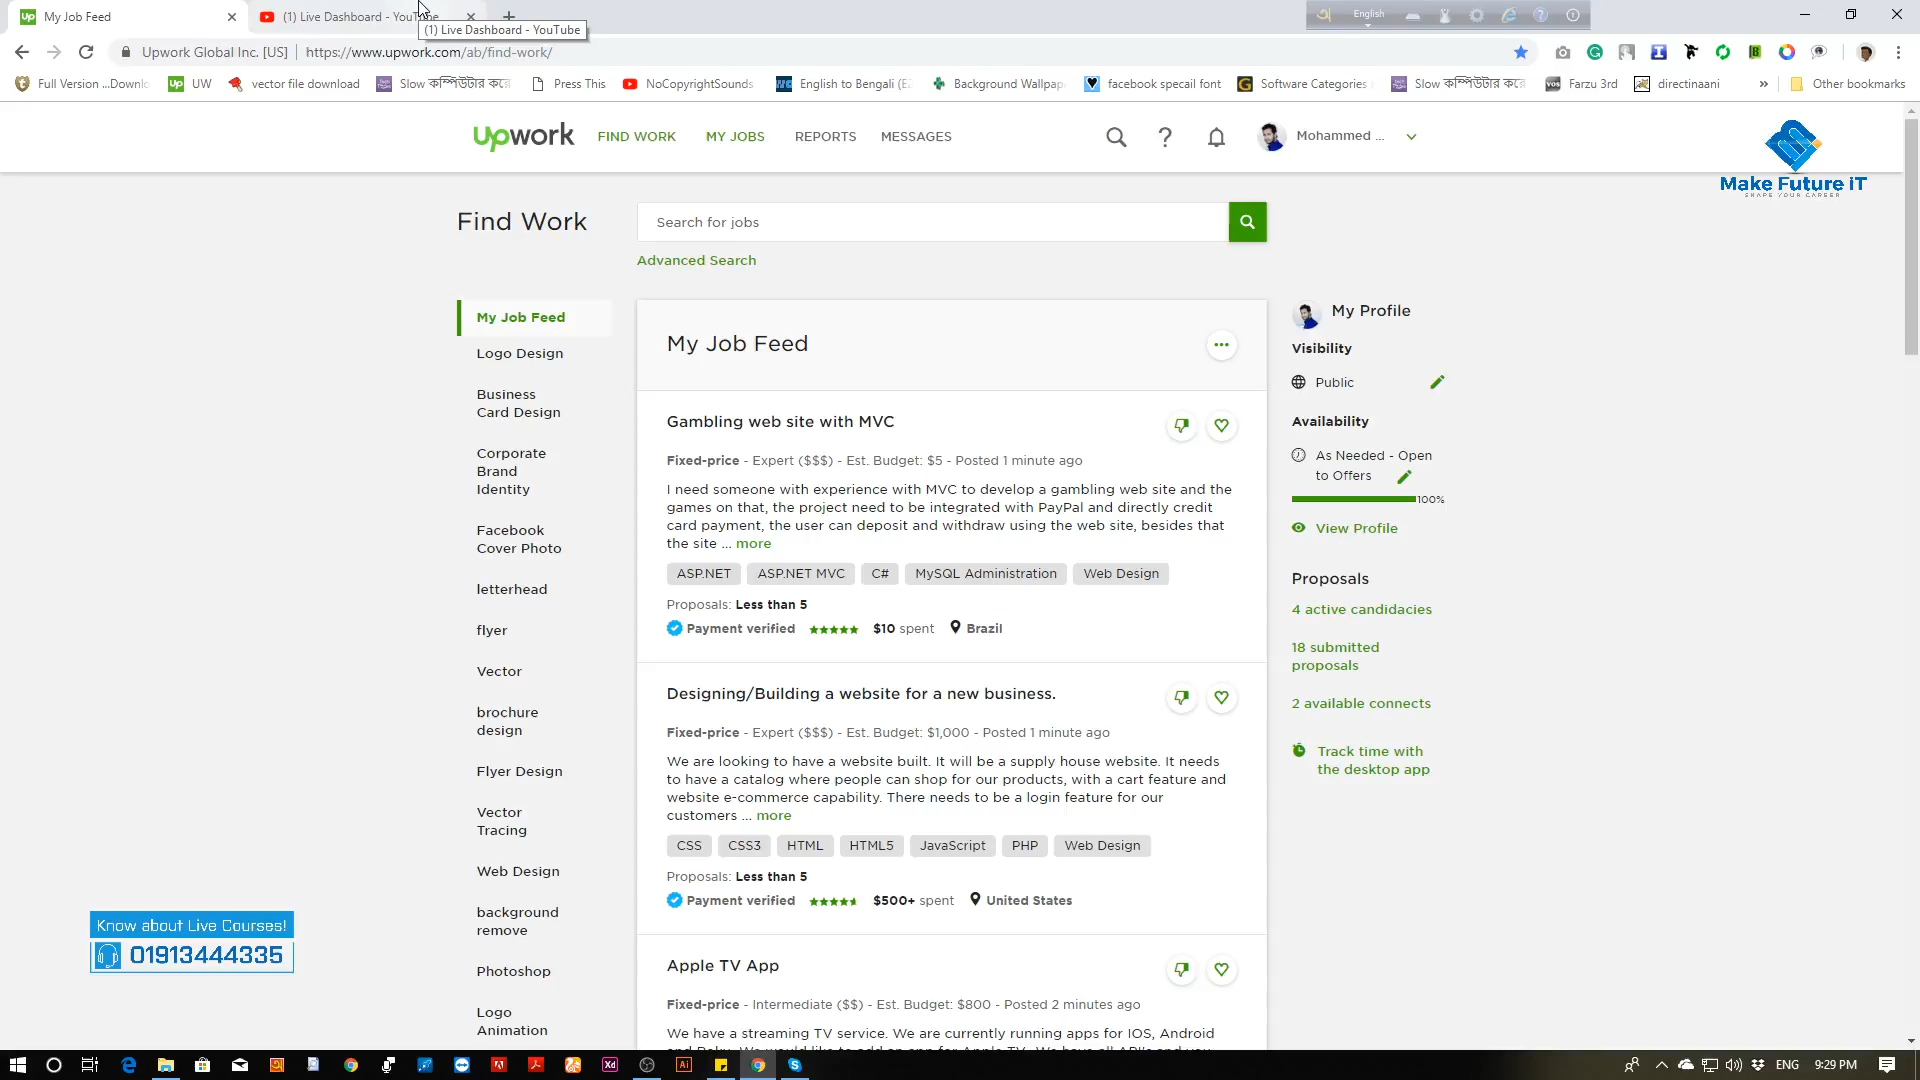 My Job Feed
(1) Live Dashboard - YouTube
(1) Live Dashboard - YouTube
English
Upwork Global Inc. [US] | https://www.upwork.com/ab/find-work/
Full Version ...Downlo
UW
vector file download
Slow কম্পিউটার করে
Press This
NoCopyrightSounds
English to Bengali (E
Background Wallpap
facebook specail font
Software Categories
Slow কম্পিউটার করে
Farzu 3rd
directinaani
»
Other bookmarks
upwork
FIND WORK
MY JOBS
REPORTS
MESSAGES
Mohammed ...
Make Future iT
SHAPE YOUR CAREER
Find Work
Search for jobs
Advanced Search
My Job Feed
Logo Design
Business
Card Design
Corporate
Brand
Identity
Facebook
Cover Photo
letterhead
flyer
Vector
brochure
design
Flyer Design
Vector
Tracing
Web Design
background
remove
Photoshop
Logo
Animation
My Job Feed
Gambling web site with MVC
Fixed-price - Expert ($$$) - Est. Budget: $5 - Posted 1 minute ago
I need someone with experience with MVC to develop a gambling web site and the
games on that, the project need to be integrated with PayPal and directly credit
card payment, the user can deposit and withdraw using the web site, besides that
the site ... more
ASP.NET ASP.NET MVC C# MySQL Administration Web Design
Proposals: Less than 5
Payment verified $10 spent Brazil
Designing/Building a website for a new business.
Fixed-price - Expert ($$$) - Est. Budget: $1,000 - Posted 1 minute ago
We are looking to have a website built. It will be a supply house website. It needs
to have a catalog where people can shop for our products, with a cart feature and
website e-commerce capability. There needs to be a login feature for our
customers ... more
CSS CSS3 HTML HTML5 JavaScript PHP Web Design
Proposals: Less than 5
Payment verified $500+ spent United States
Apple TV App
Fixed-price - Intermediate ($$) - Est. Budget: $800 - Posted 2 minutes ago
We have a streaming TV service. We are currently running apps for IOS, Android
My Profile
Visibility
Public
Availability
As Needed - Open
to Offers
100%
View Profile
Proposals
4 active candidacies
18 submitted
proposals
2 available connects
Track time with
the desktop app
Know about Live Courses!
01913444335
ENG
9:29 PM